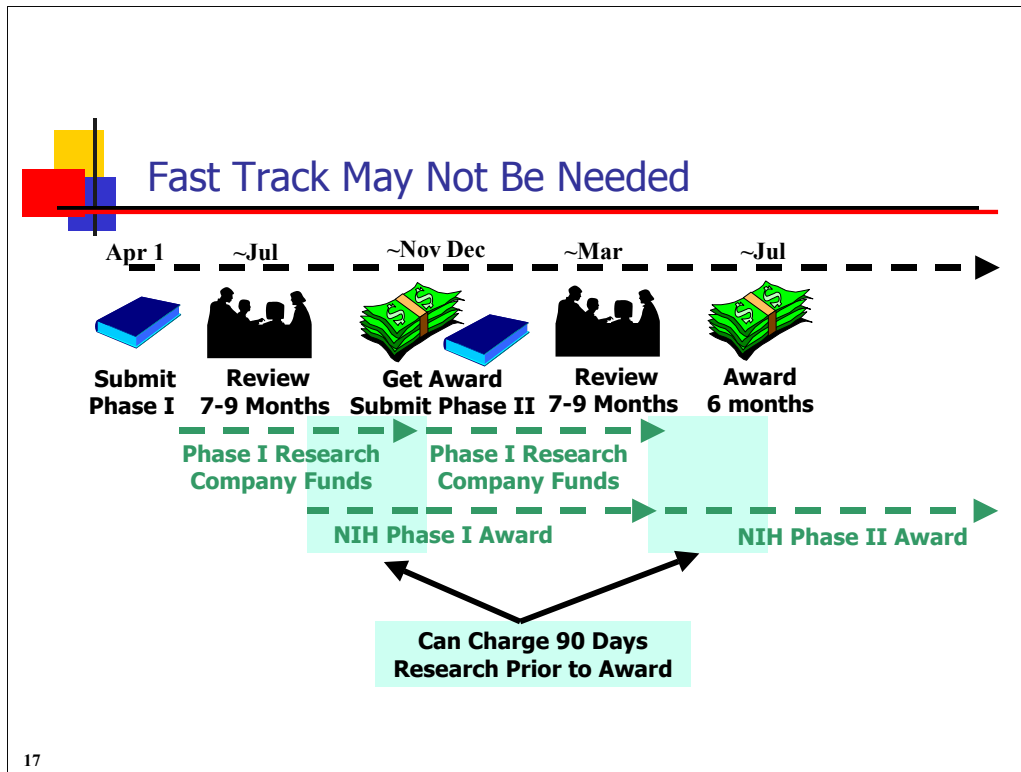 Fast Track May Not Be Needed
Apr 1 ~Jul ~Nov Dec ~Mar ~Jul
Submit
Phase I
Review
7-9 Months
Get Award
Submit Phase II
Review
7-9 Months
Award
6 months
Phase I Research
Company Funds
Phase I Research
Company Funds
NIH Phase I Award
NIH Phase II Award
Can Charge 90 Days
Research Prior to Award
17